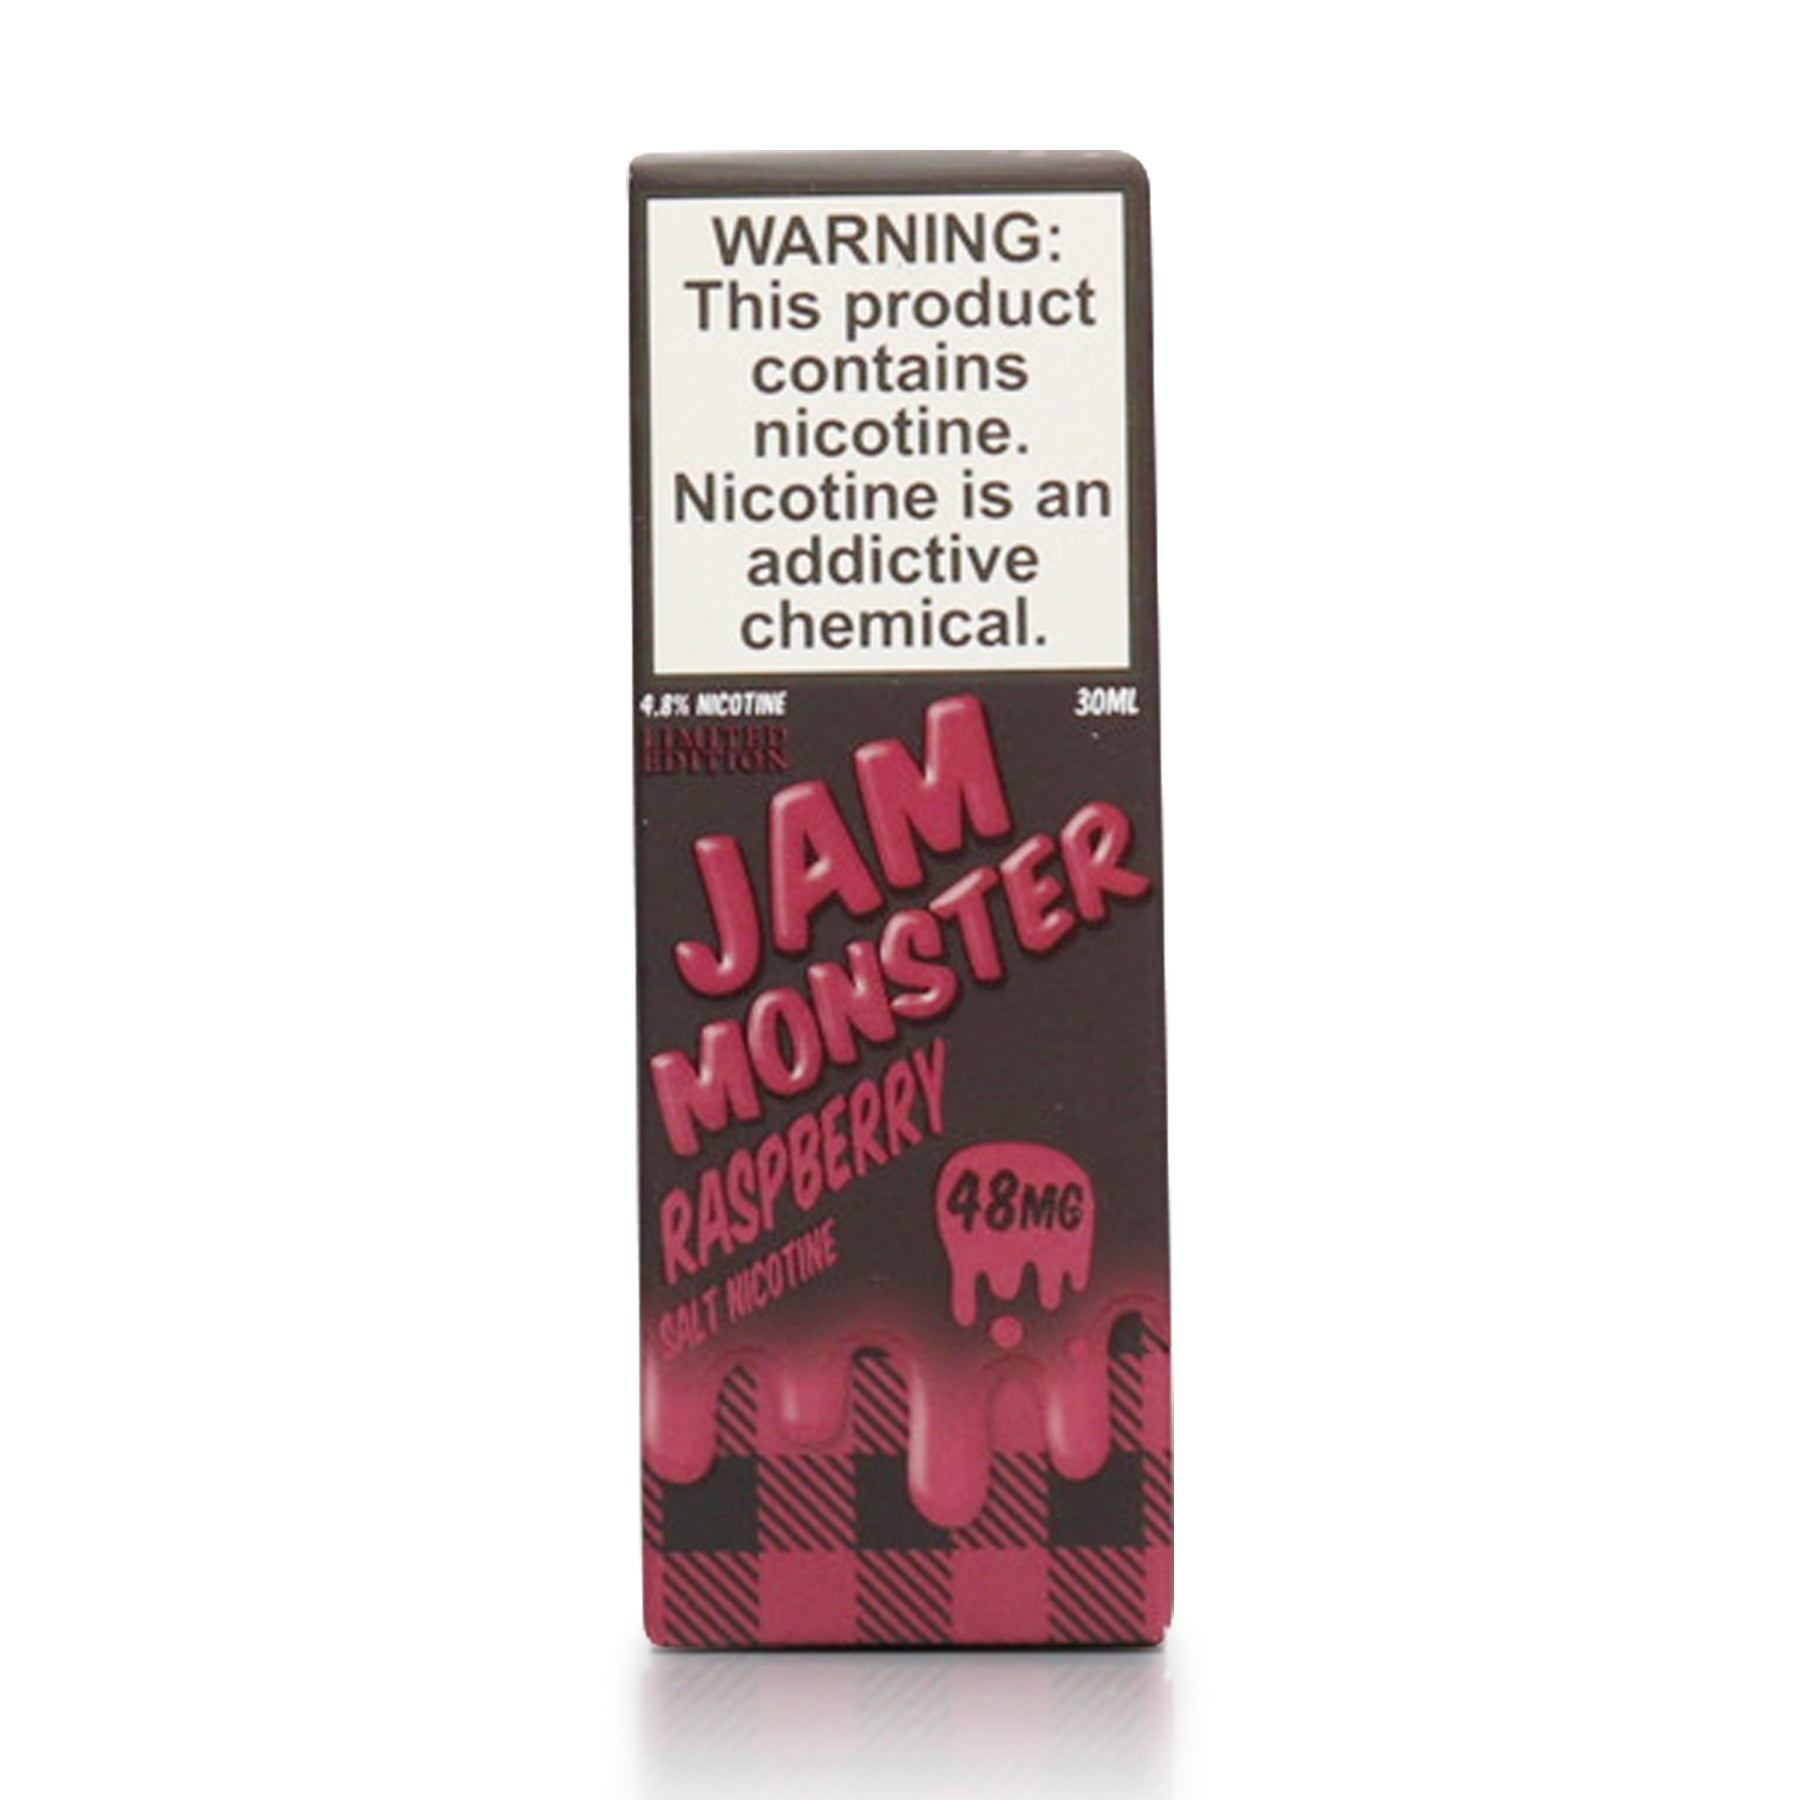 WARNING:
This product
contains
nicotine.
Nicotine is an
addictive
chemical.
4.8% NICOTINE
30ML
LIMITED
EDITION
JAM
MONSTER
RASPBERRY
SALT NICOTINE
48MG